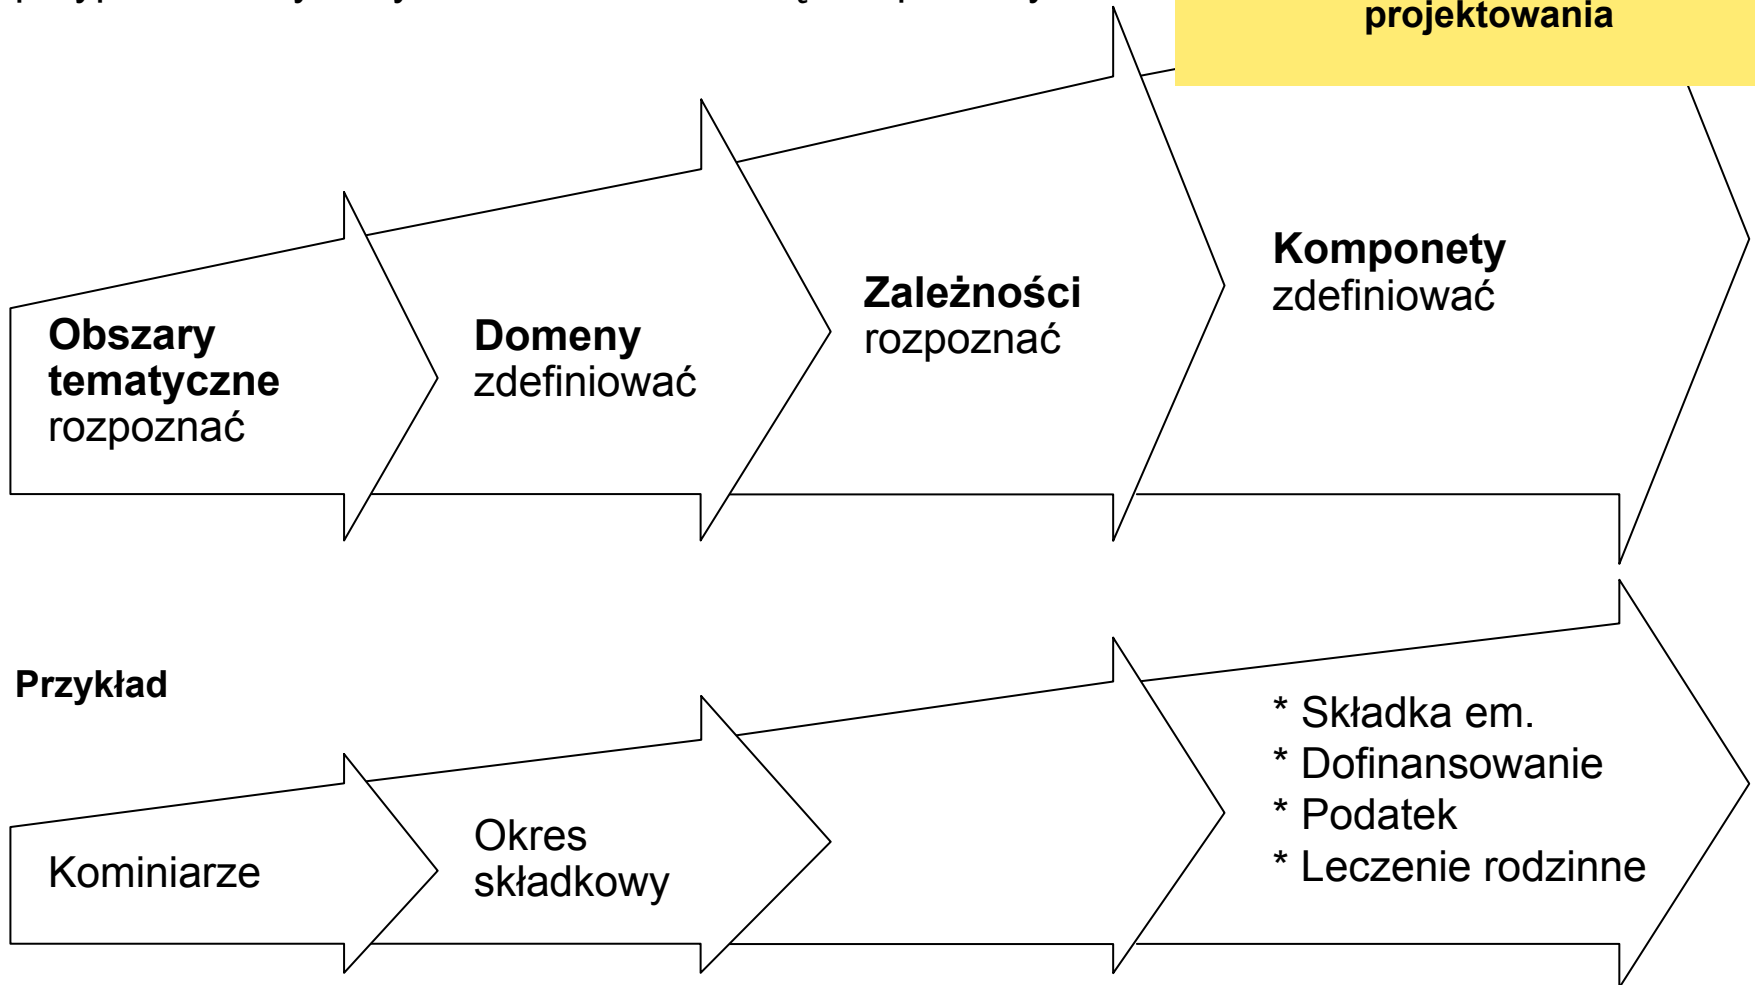 projektowania
Obszary
tematyczne
rozpoznać
Domeny
zdefiniować
Zależności
rozpoznać
Komponety
zdefiniować
Przykład
Kominiarze
Okres
składkowy
* Składka em.
* Dofinansowanie
* Podatek
* Leczenie rodzinne